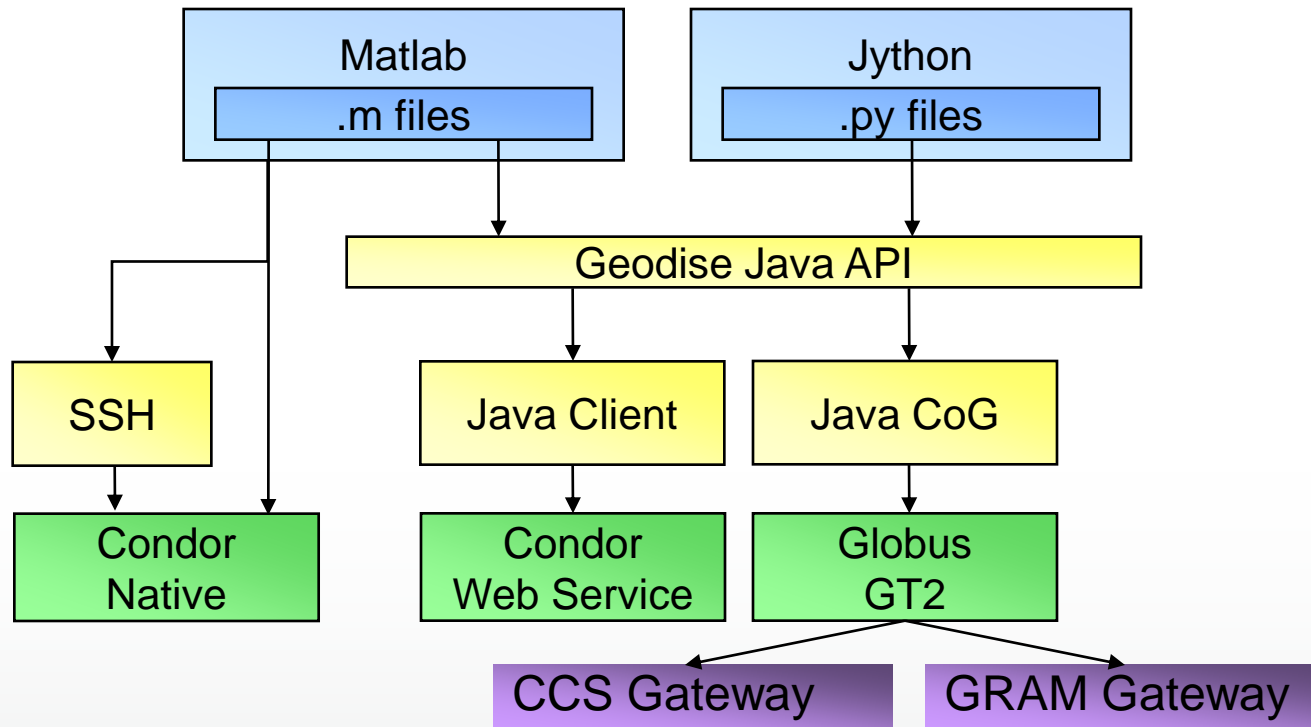 Matlab
.m files
Jython
.py files
Geodise Java API
SSH
Java Client
Java CoG
Condor
Native
Condor
Web Service
Globus
GT2
CCS Gateway
GRAM Gateway